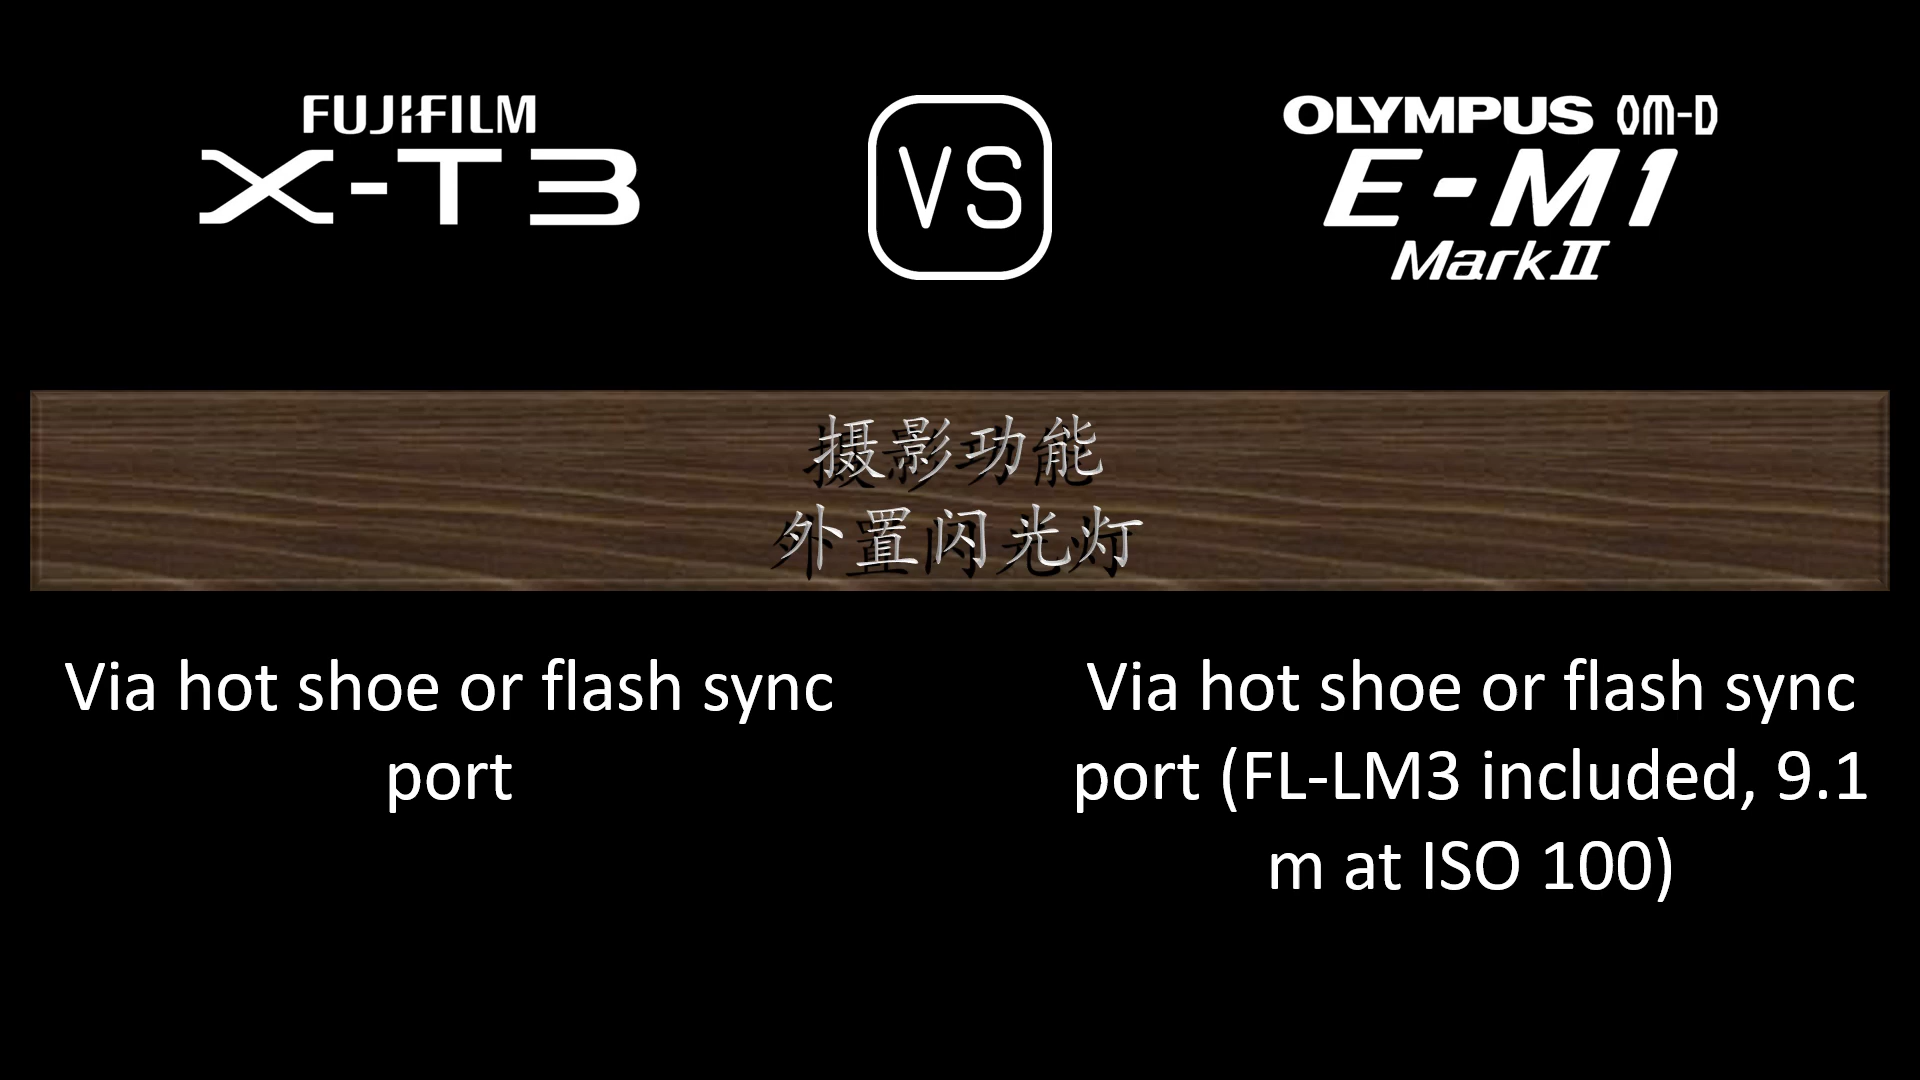 FUJIFILM
X-T3
VS
OLYMPUS OM-D
E-M1
Mark II
摄影功能
外置闪光灯
Via hot shoe or flash sync
port
Via hot shoe or flash sync
port (FL-LM3 included, 9.1
m at ISO 100)